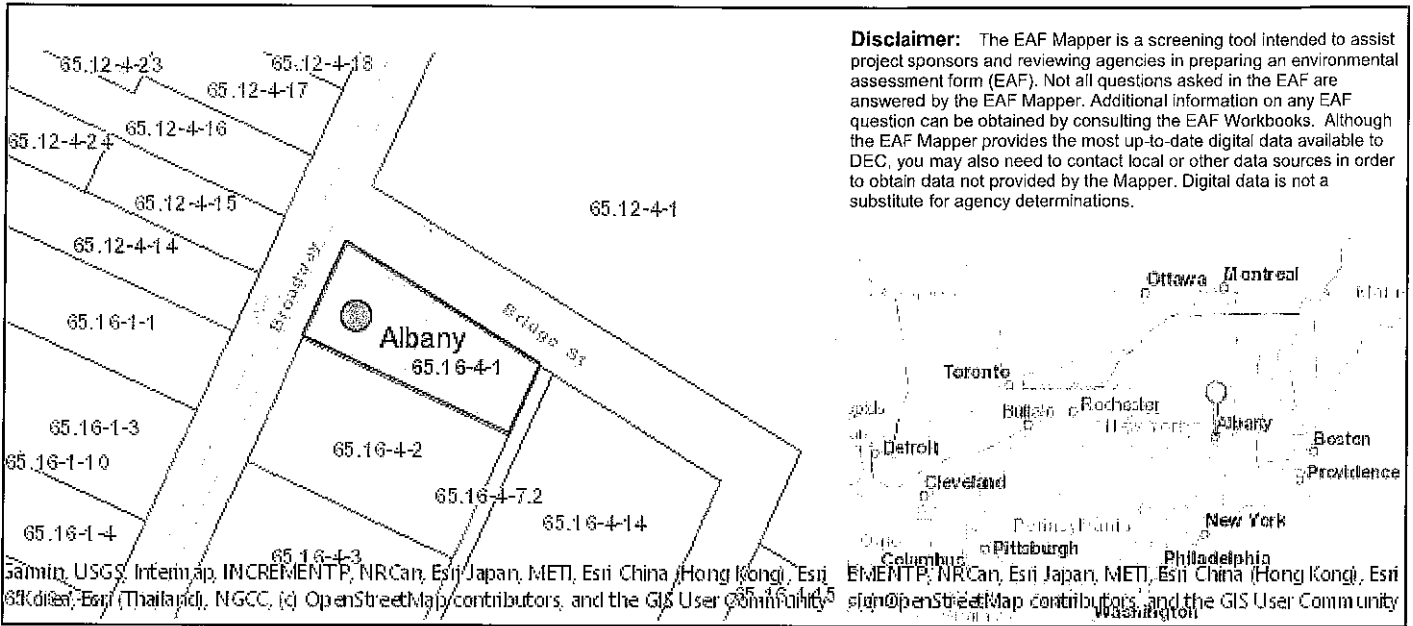 Disclaimer: The EAF Mapper is a screening tool intended to assist
project sponsors and reviewing agencies in preparing an environmental
assessment form (EAF). Not all questions asked in the EAF are
answered by the EAF Mapper. Additional information on any EAF
question can be obtained by consulting the EAF Workbooks. Although
the EAF Mapper provides the most up-to-date digital data available to
DEC, you may also need to contact local or other data sources in order
to obtain data not provided by the Mapper. Digital data is not a
substitute for agency determinations.
65.12-4-23
65.12-4-18
65.12-4-17
65.12-4-16
65.12-4-24
65.12-4-15
65.12-4-1
65.12-4-14
Broadway
65.16-1-1
Bridge St
Albany
65.16-4-1
65.16-1-3
65.16-4-2
65.16-1-10
65.16-4-7.2
65.16-4-14
65.16-1-4
65.16-4-3
Garmin, USGS, Intermap, INCREMENT P, NRCan, Esri Japan, METI, Esri China (Hong Kong), Esri
Korea, Esri (Thailand), NGCC, (c) OpenStreetMap contributors, and the GIS User Community
Ottawa
Montreal
Toronto
Buffalo
Rochester
New York
Albany
Detroit
Boston
Providence
Cleveland
Pennsylvania
New York
Pittsburgh
Columbus
Philadelphia
EMENT P, NRCan, Esri Japan, METI, Esri China (Hong Kong), Esri
OpenStreetMap contributors, and the GIS User Community
Washington